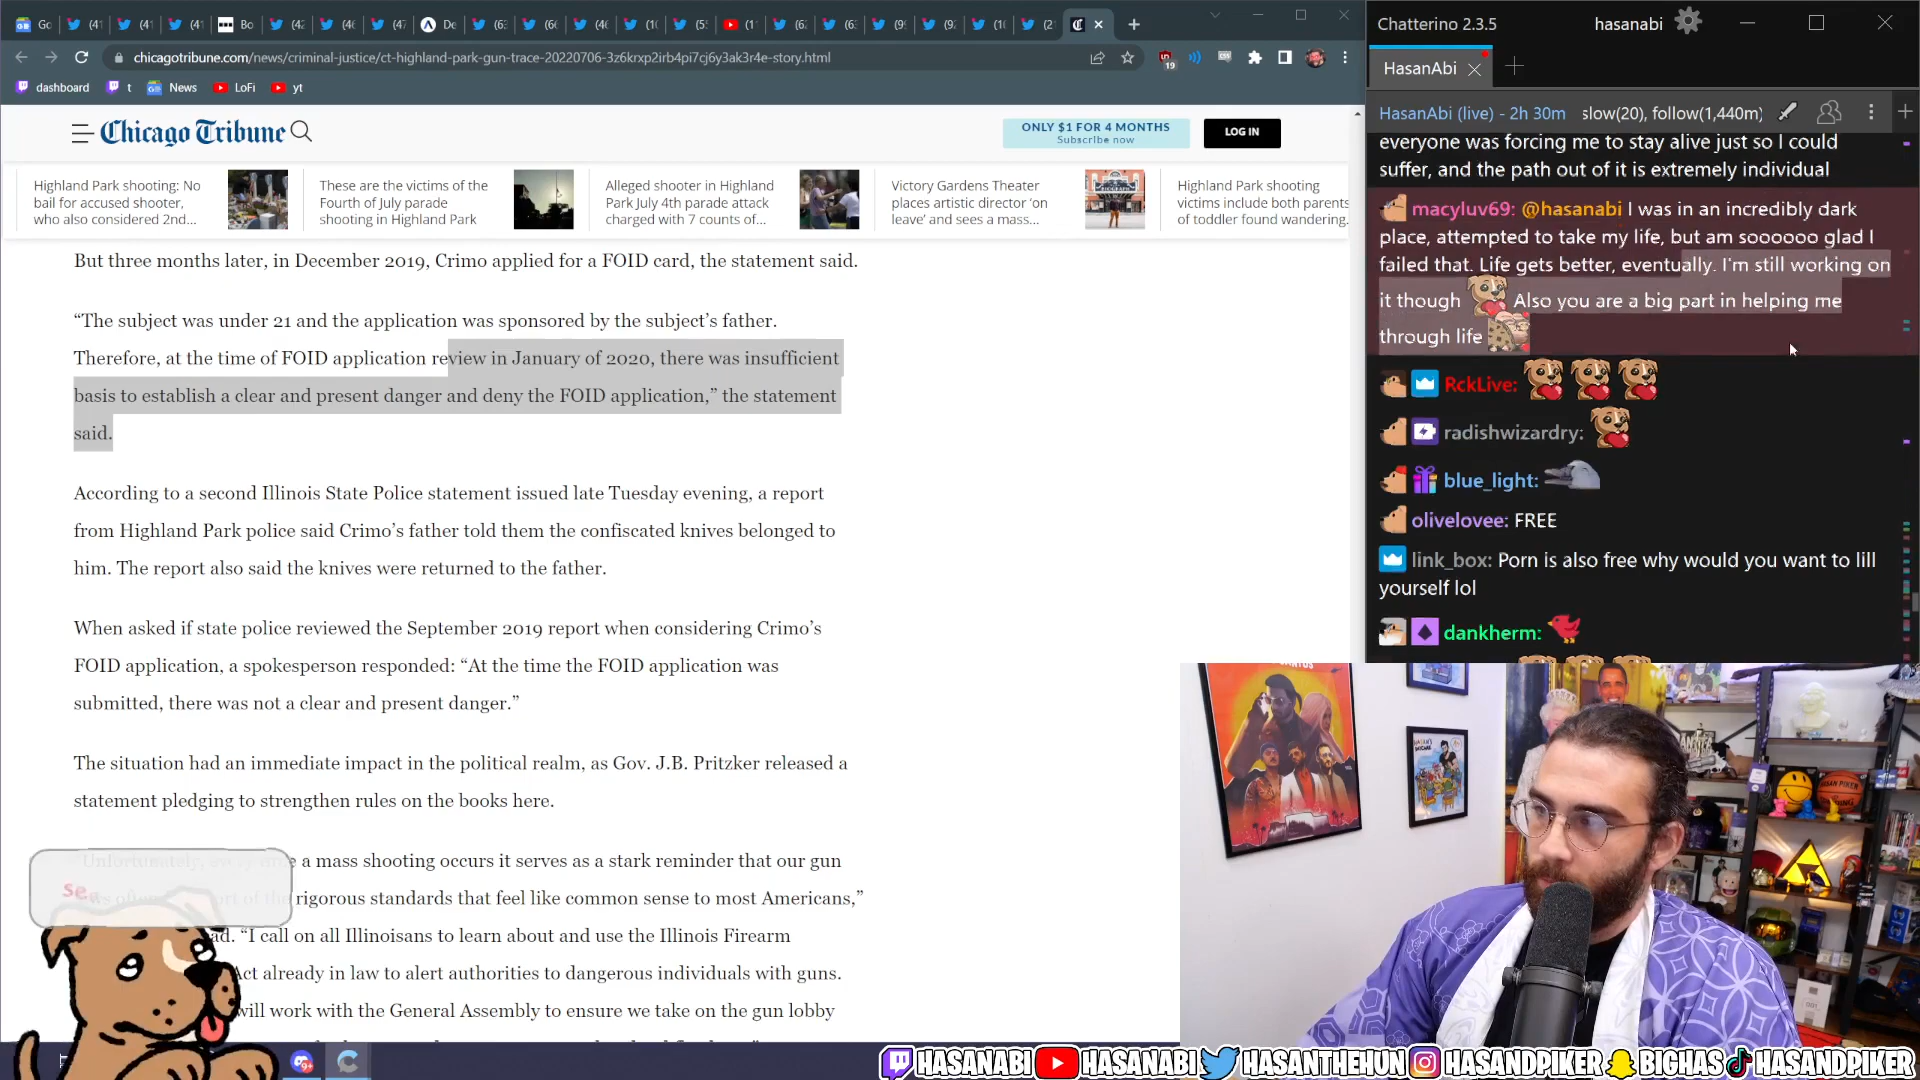 Chatterino 2.3.5
hasanabi
chicagotribune.com/news/criminal-justice/ct-highland-park-gun-trace-20220706-3z6krxp2irb4pi7cj6y3ak3r4e-story.html
19
dashboard
t
News
LoFi
yt
HasanAbi
HasanAbi (live) - 2h 30m
slow(20), follow(1,440m)
Chicago Tribune
ONLY $1 FOR 4 MONTHS
Subscribe now
LOG IN
Highland Park shooting: No
bail for accused shooter,
who also considered 2nd...
These are the victims of the
Fourth of July parade
shooting in Highland Park
Alleged shooter in Highland
Park July 4th parade attack
charged with 7 counts of...
Victory Gardens Theater
places artistic director ‘on
leave’ and sees a mass...
Highland Park shooting
victims include both parents
of toddler found wandering.
But three months later, in December 2019, Crimo applied for a FOID card, the statement said.
“The subject was under 21 and the application was sponsored by the subject’s father.
Therefore, at the time of FOID application review in January of 2020, there was insufficient
basis to establish a clear and present danger and deny the FOID application,” the statement
said.
According to a second Illinois State Police statement issued late Tuesday evening, a report
from Highland Park police said Crimo’s father told them the confiscated knives belonged to
him. The report also said the knives were returned to the father.
When asked if state police reviewed the September 2019 report when considering Crimo’s
FOID application, a spokesperson responded: “At the time the FOID application was
submitted, there was not a clear and present danger.”
The situation had an immediate impact in the political realm, as Gov. J.B. Pritzker released a
statement pledging to strengthen rules on the books here.
a mass shooting occurs it serves as a stark reminder that our gun
rigorous standards that feel like common sense to most Americans,”
“I call on all Illinoisans to learn about and use the Illinois Firearm
Act already in law to alert authorities to dangerous individuals with guns.
will work with the General Assembly to ensure we take on the gun lobby
everyone was forcing me to stay alive just so I could
suffer, and the path out of it is extremely individual
macyluv69: @hasanabi I was in an incredibly dark
place, attempted to take my life, but am soooooo glad I
failed that. Life gets better, eventually. I'm still working on
it though Also you are a big part in helping me
through life
RckLive:
radishwizardry:
blue_light:
olivelovee: FREE
link_box: Porn is also free why would you want to lill
yourself lol
dankherm:
HASANABI HASANABI HASANTHEHUN HASANDPIKER BIGHAS HASANDPIKER